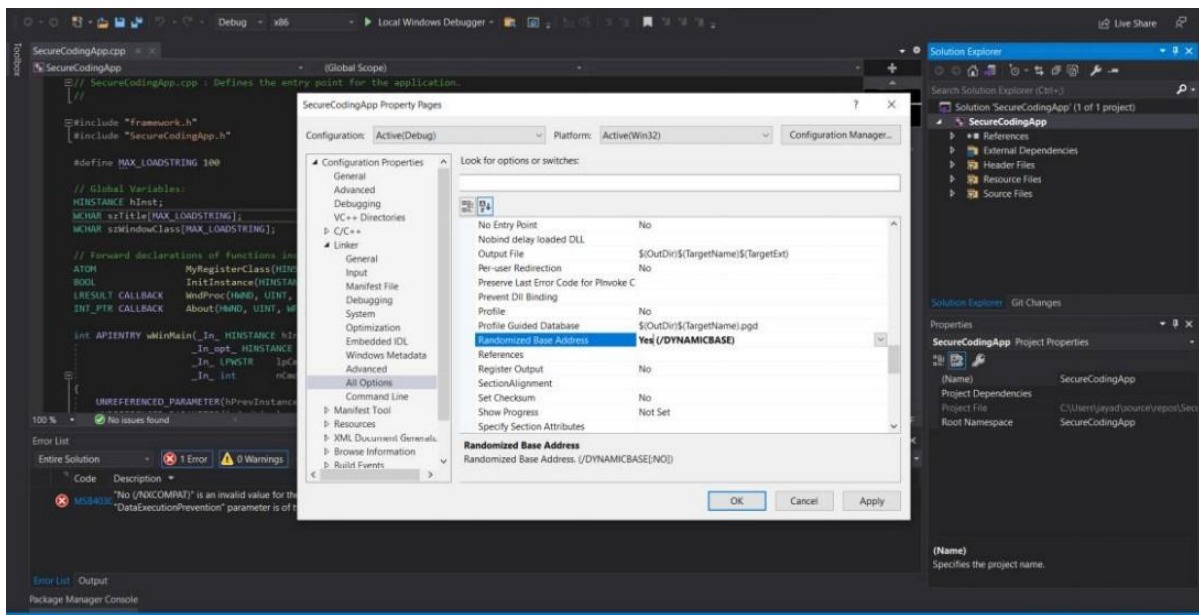 Debug x86 Local Windows Debugger Live Share
Toolbox
SecureCodingApp.cpp
SecureCodingApp (Global Scope)
// SecureCodingApp.cpp : Defines the entry point for the application.
//
#include "framework.h"
#include "SecureCodingApp.h"
#define MAX_LOADSTRING 100
// Global Variables:
HINSTANCE hInst;
WCHAR szTitle[MAX_LOADSTRING];
WCHAR szWindowClass[MAX_LOADSTRING];
// Forward declarations of functions inc
ATOM MyRegisterClass(HINS
BOOL InitInstance(HINSTAN
LRESULT CALLBACK WndProc(HWND, UINT,
INT_PTR CALLBACK About(HWND, UINT,
int APIENTRY wWinMain(_In_ HINSTANCE hIn
_In_opt_ HINSTANCE
_In_ LPWSTR
_In_ int
{
UNREFERENCED_PARAMETER(hPrevInstance
100 % No issues found
Error List
Entire Solution 1 Error 0 Warnings
Code Description
"No (/NXCOMPAT)" is an invalid value for the
"DataExecutionPrevention" parameter is of t
Error List Output
Package Manager Console
SecureCodingApp Property Pages ? ×
Configuration: Active(Debug) Platform: Active(Win32) Configuration Manager...
Configuration Properties
General
Advanced
Debugging
VC++ Directories
C/C++
Linker
General
Input
Manifest File
Debugging
System
Optimization
Embedded IDL
Windows Metadata
Advanced
All Options
Command Line
Manifest Tool
Resources
XML Document Generato
Browse Information
Build Events
Look for options or switches:
No Entry Point No
Nobind delay loaded DLL
Output File $(OutDir)$(TargetName)$(TargetExt)
Per-user Redirection No
Preserve Last Error Code for PInvoke C
Prevent Dll Binding
Profile No
Profile Guided Database $(OutDir)$(TargetName).pgd
Randomized Base Address Yes (/DYNAMICBASE)
References
Register Output No
SectionAlignment
Set Checksum No
Show Progress Not Set
Specify Section Attributes
Randomized Base Address
Randomized Base Address. (/DYNAMICBASE[:NO])
OK Cancel Apply
Solution Explorer
Search Solution Explorer (Ctrl+;)
Solution 'SecureCodingApp' (1 of 1 project)
SecureCodingApp
References
External Dependencies
Header Files
Resource Files
Source Files
Solution Explorer Git Changes
Properties
SecureCodingApp Project Properties
(Name) SecureCodingApp
Project Dependencies
Project File C:\Users\jayad\source\repos\Sec
Root Namespace SecureCodingApp
(Name)
Specifies the project name.